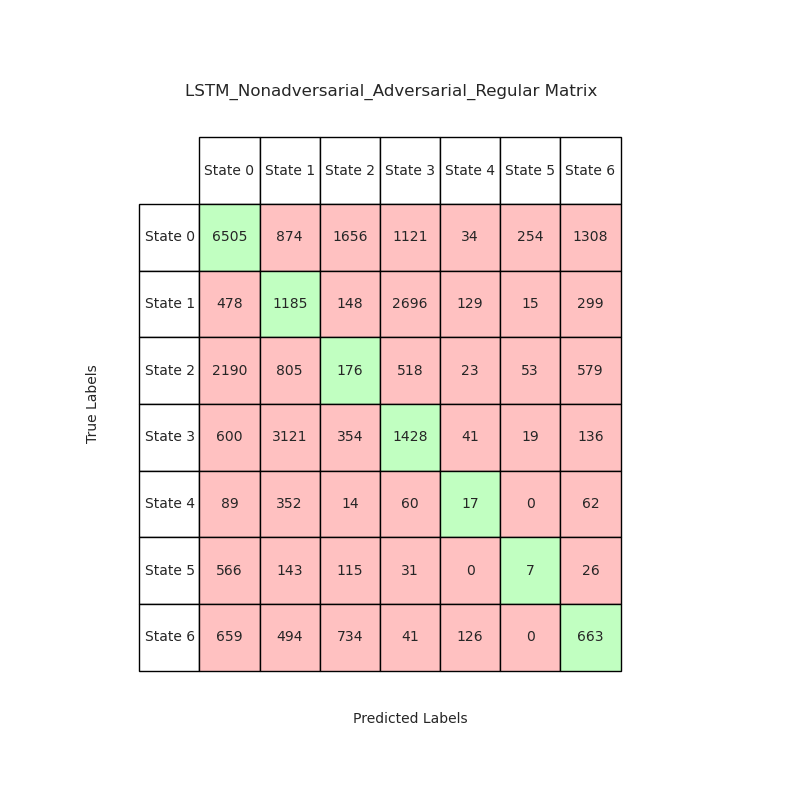 LSTM_Nonadversarial_Adversarial_Regular Matrix
State 0 State 1 State 2 State 3 State 4 State 5 State 6
State 0 6505 874 1656 1121 34 254 1308
State 1 478 1185 148 2696 129 15 299
State 2 2190 805 176 518 23 53 579
State 3 600 3121 354 1428 41 19 136
State 4 89 352 14 60 17 0 62
State 5 566 143 115 31 0 7 26
State 6 659 494 734 41 126 0 663
True Labels
Predicted Labels